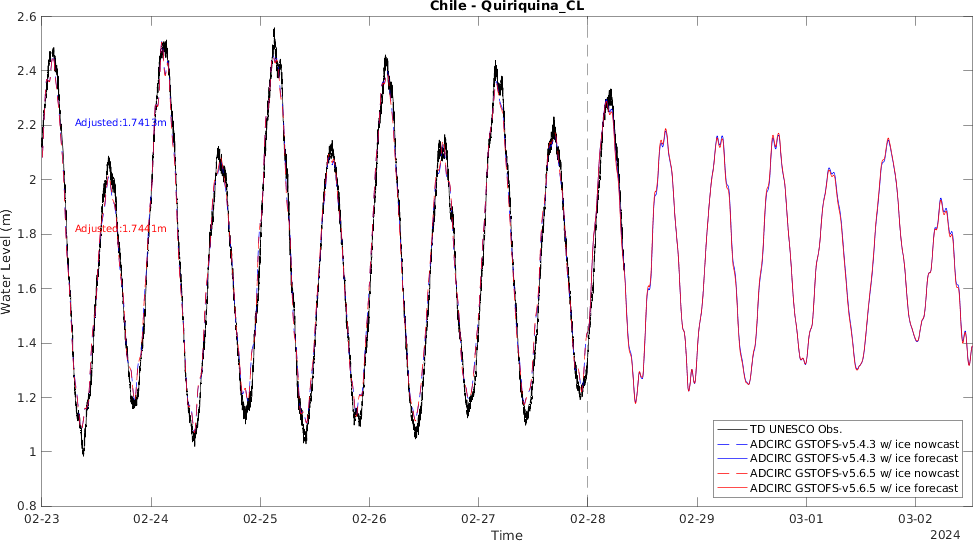 Chile - Quiriquina_CL
2.6
2.4
2.2
2
1.8
1.6
1.4
1.2
1
0.8
Water Level (m)
Adjusted:1.7413m
Adjusted:1.7441m
TD UNESCO Obs.
ADCIRC GSTOFS-v5.4.3 w/ ice nowcast
ADCIRC GSTOFS-v5.4.3 w/ ice forecast
ADCIRC GSTOFS-v5.6.5 w/ ice nowcast
ADCIRC GSTOFS-v5.6.5 w/ ice forecast
02-23 02-24 02-25 02-26 02-27 02-28 02-29 03-01 03-02
Time
2024